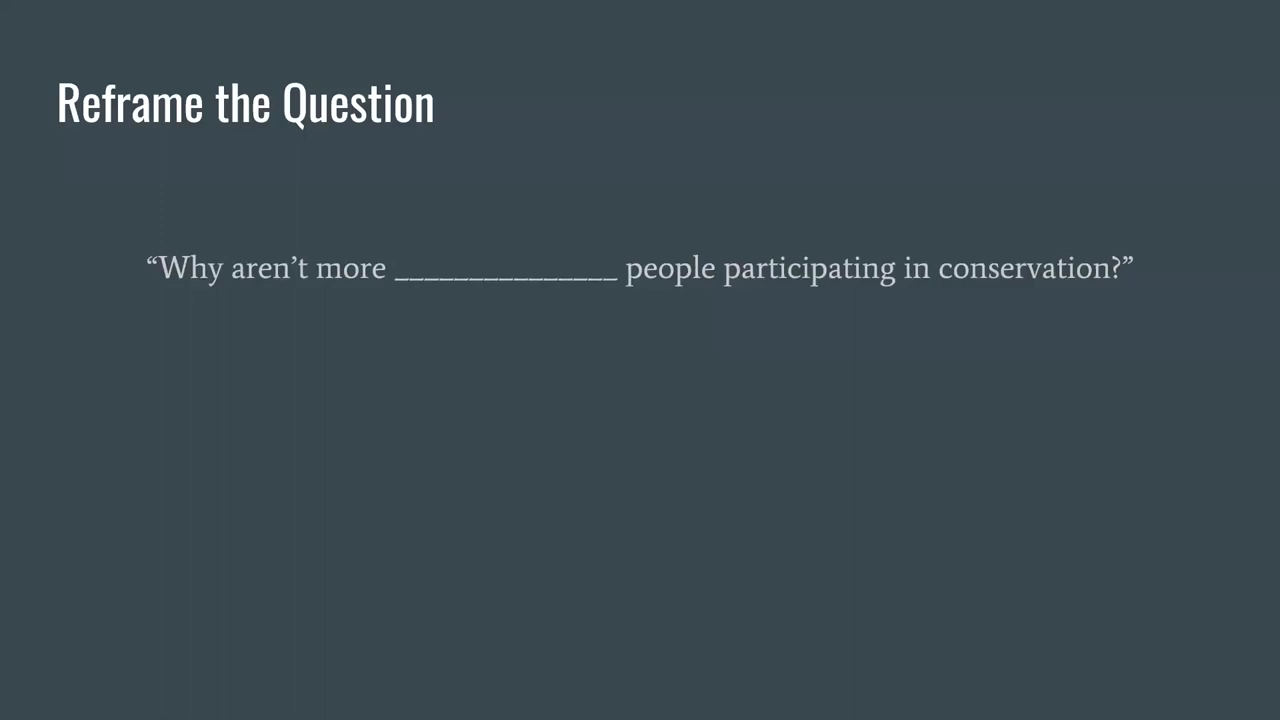 Reframe the Question
“Why aren’t more _______________ people participating in conservation?”